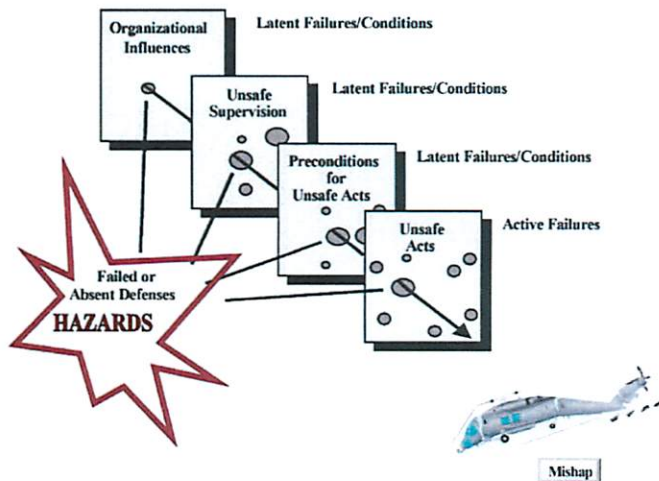 Organizational
Influences
Latent Failures/Conditions
Unsafe
Supervision
Latent Failures/Conditions
Preconditions
for
Unsafe Acts
Latent Failures/Conditions
Unsafe
Acts
Active Failures
Failed or
Absent Defenses
HAZARDS
Mishap